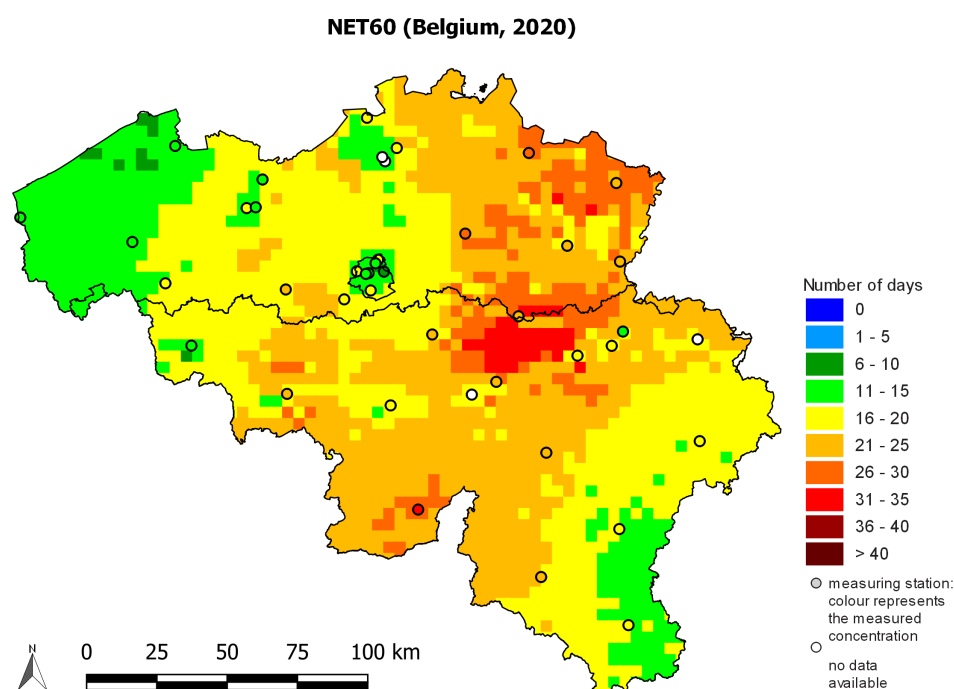 NET60 (Belgium, 2020)
Number of days
0
1 - 5
6 - 10
11 - 15
16 - 20
21 - 25
26 - 30
31 - 35
36 - 40
> 40
measuring station:
colour represents
the measured
concentration
no data
available
N
0 25 50 75 100 km